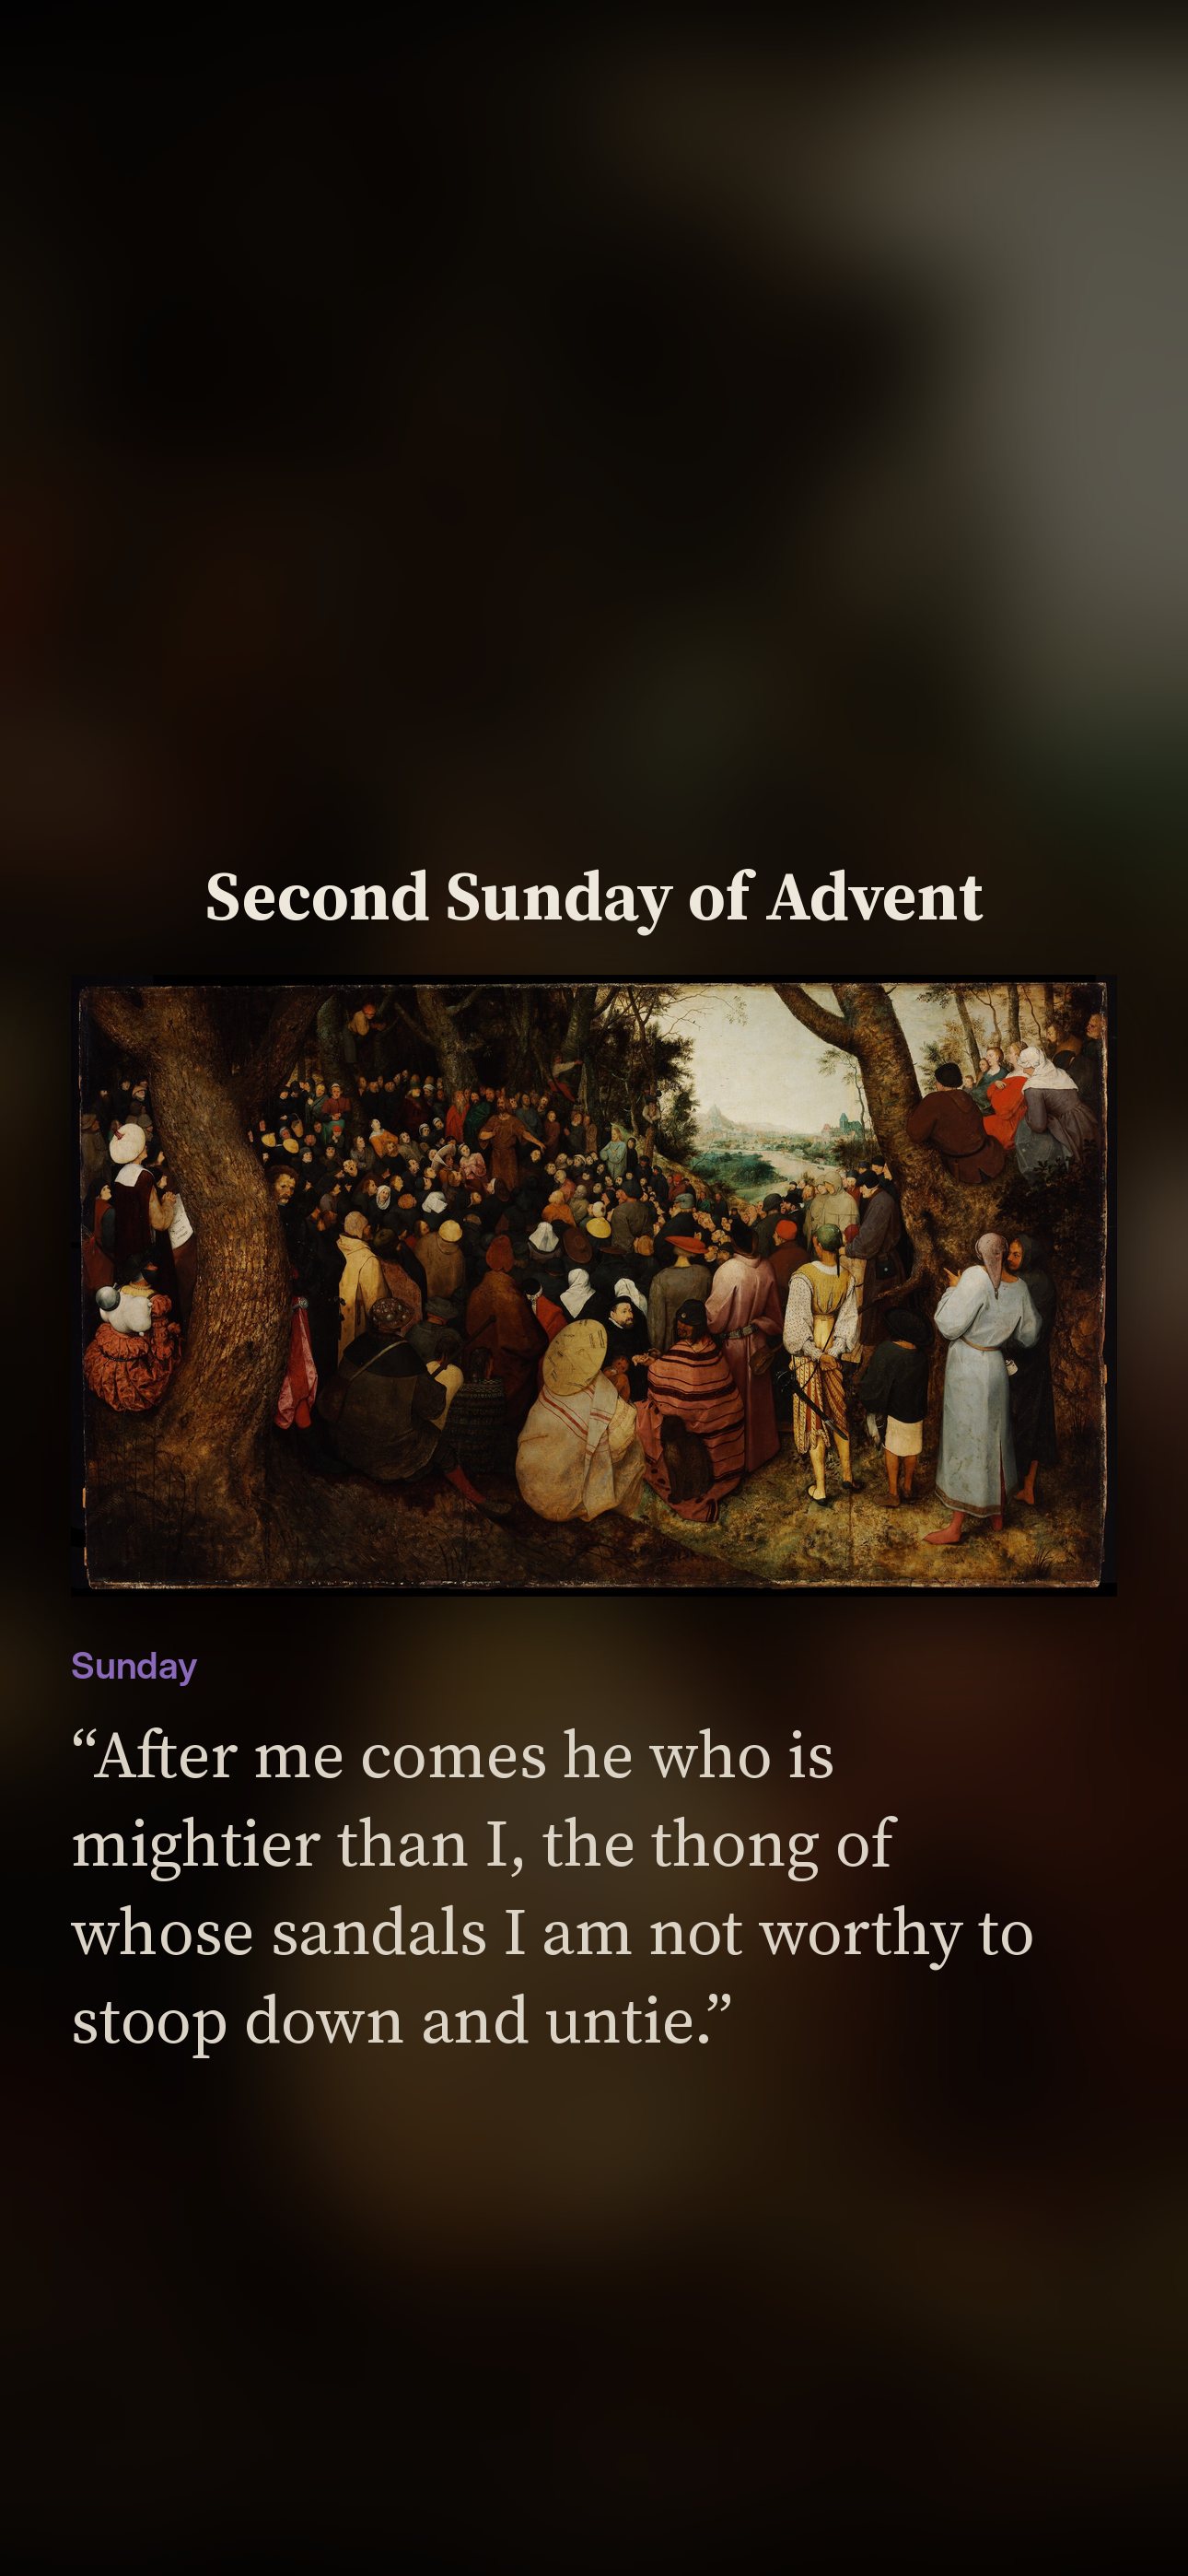 Second Sunday of Advent
Sunday
“After me comes he who is
mightier than I, the thong of
whose sandals I am not worthy to
stoop down and untie.”